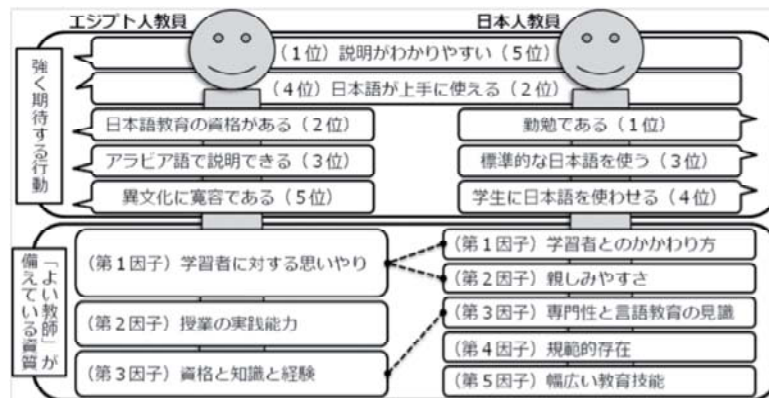 エジプト人教員
日本人教員
強く期待する行動
（1位）説明がわかりやすい（5位）
（4位）日本語が上手に使える（2位）
日本語教育の資格がある（2位）
勤勉である（1位）
アラビア語で説明できる（3位）
標準的な日本語を使う（3位）
異文化に寛容である（5位）
学生に日本語を使わせる（4位）
「よい教師」が
備えている資質
（第1因子）学習者に対する思いやり
（第1因子）学習者とのかかわり方
（第2因子）親しみやすさ
（第2因子）授業の実践能力
（第3因子）専門性と言語教育の見識
（第4因子）規範的存在
（第3因子）資格と知識と経験
（第5因子）幅広い教育技能